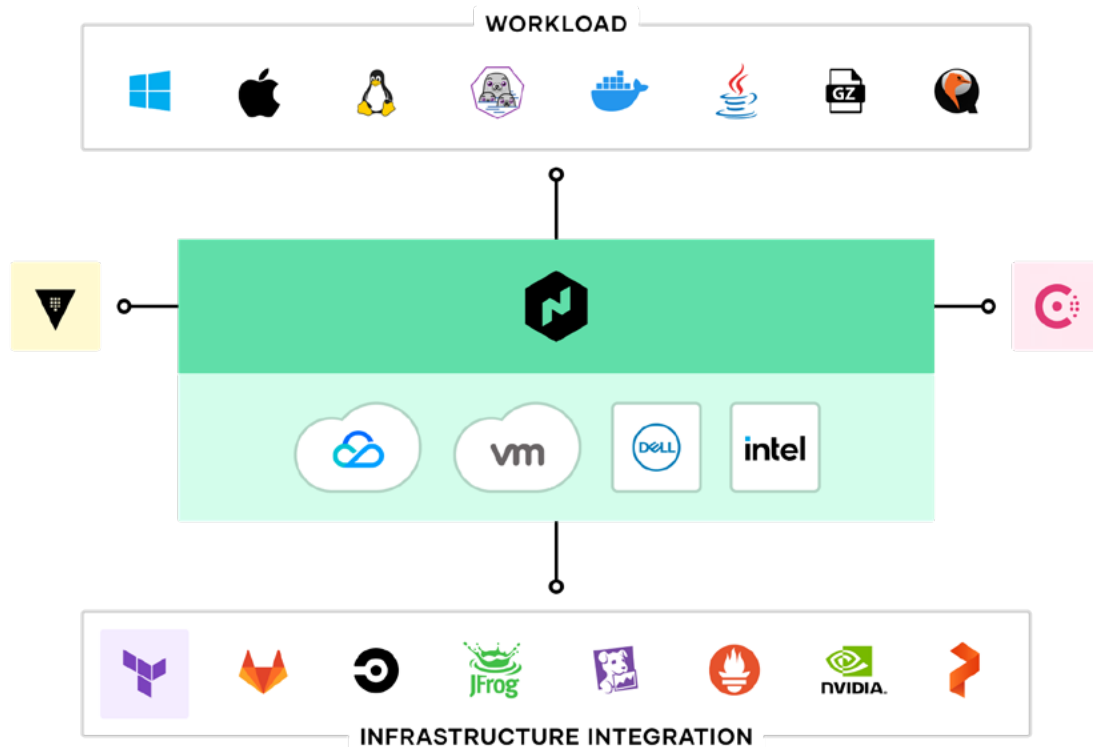 WORKLOAD
GZ
vm
DELL
intel
JFrog
NVIDIA.
INFRASTRUCTURE INTEGRATION